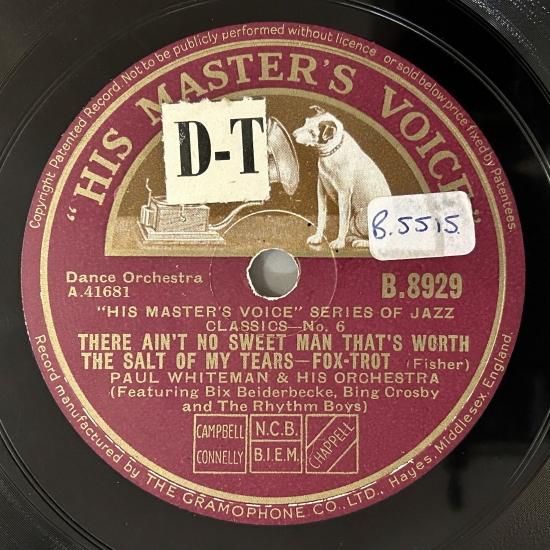 Copyright Patented Record. Not to be publicly performed without licence or sold below price fixed by Patentees.
"HIS MASTER'S VOICE"
D-T
B.5515
Dance Orchestra
A.41681
B.8929
"HIS MASTER'S VOICE" SERIES OF JAZZ
CLASSICS—No. 6
THERE AIN'T NO SWEET MAN THAT'S WORTH
THE SALT OF MY TEARS—FOX-TROT (Fisher)
PAUL WHITEMAN & HIS ORCHESTRA
(Featuring Bix Beiderbecke, Bing Crosby
and The Rhythm Boys)
CAMPBELL
CONNELLY
N.C.B.
B.I.E.M.
CHAPPELL
Record manufactured by THE GRAMOPHONE CO., LTD., Hayes, Middlesex, England.